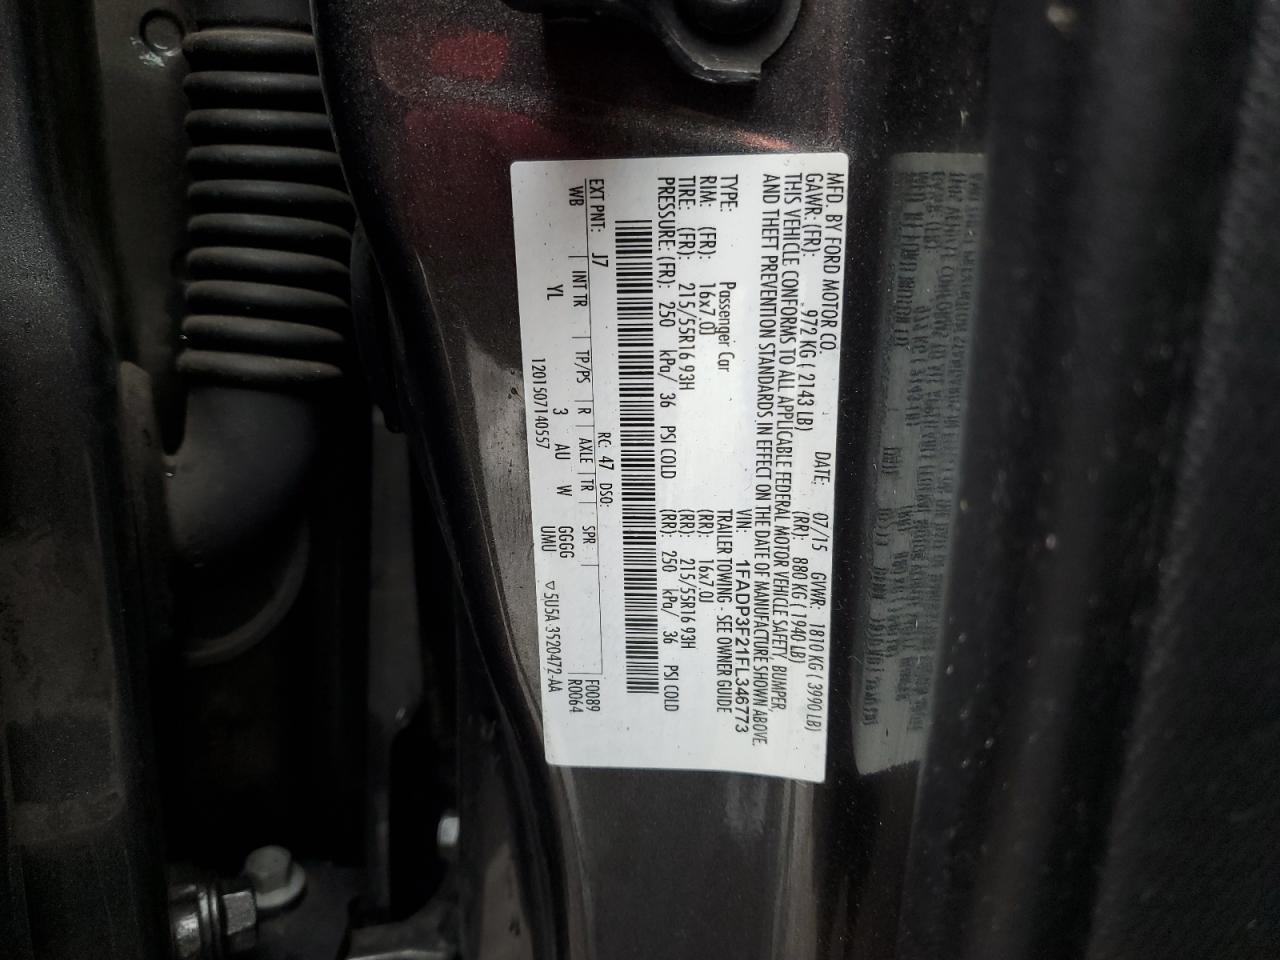 MFD. BY FORD MOTOR CO. DATE: 07/15 GVWR: 1810 KG ( 3990 LB)
GAWR: (FR): 972 KG ( 2143 LB) (RR): 880 KG ( 1940 LB)
THIS VEHICLE CONFORMS TO ALL APPLICABLE FEDERAL MOTOR VEHICLE SAFETY, BUMPER,
AND THEFT PREVENTION STANDARDS IN EFFECT ON THE DATE OF MANUFACTURE SHOWN ABOVE.
VIN: 1FADP3F21FL346773
TYPE: Passenger Car TRAILER TOWING - SEE OWNER GUIDE
RIM: (FR): 16x7.0J (RR): 16x7.0J
TIRE: (FR): 215/55R16 93H (RR): 215/55R16 93H
PRESSURE: (FR): 250 kPa/ 36 PSI COLD (RR): 250 kPa/ 36 PSI COLD
RC: 47 DSO: F0089
EXT PNT: J7 R0064
WB INT TR TP/PS R AXLE TR SPR
YL 3 AU W GGGG
1201507140557 UMU ▽5U5A-3520472-AA